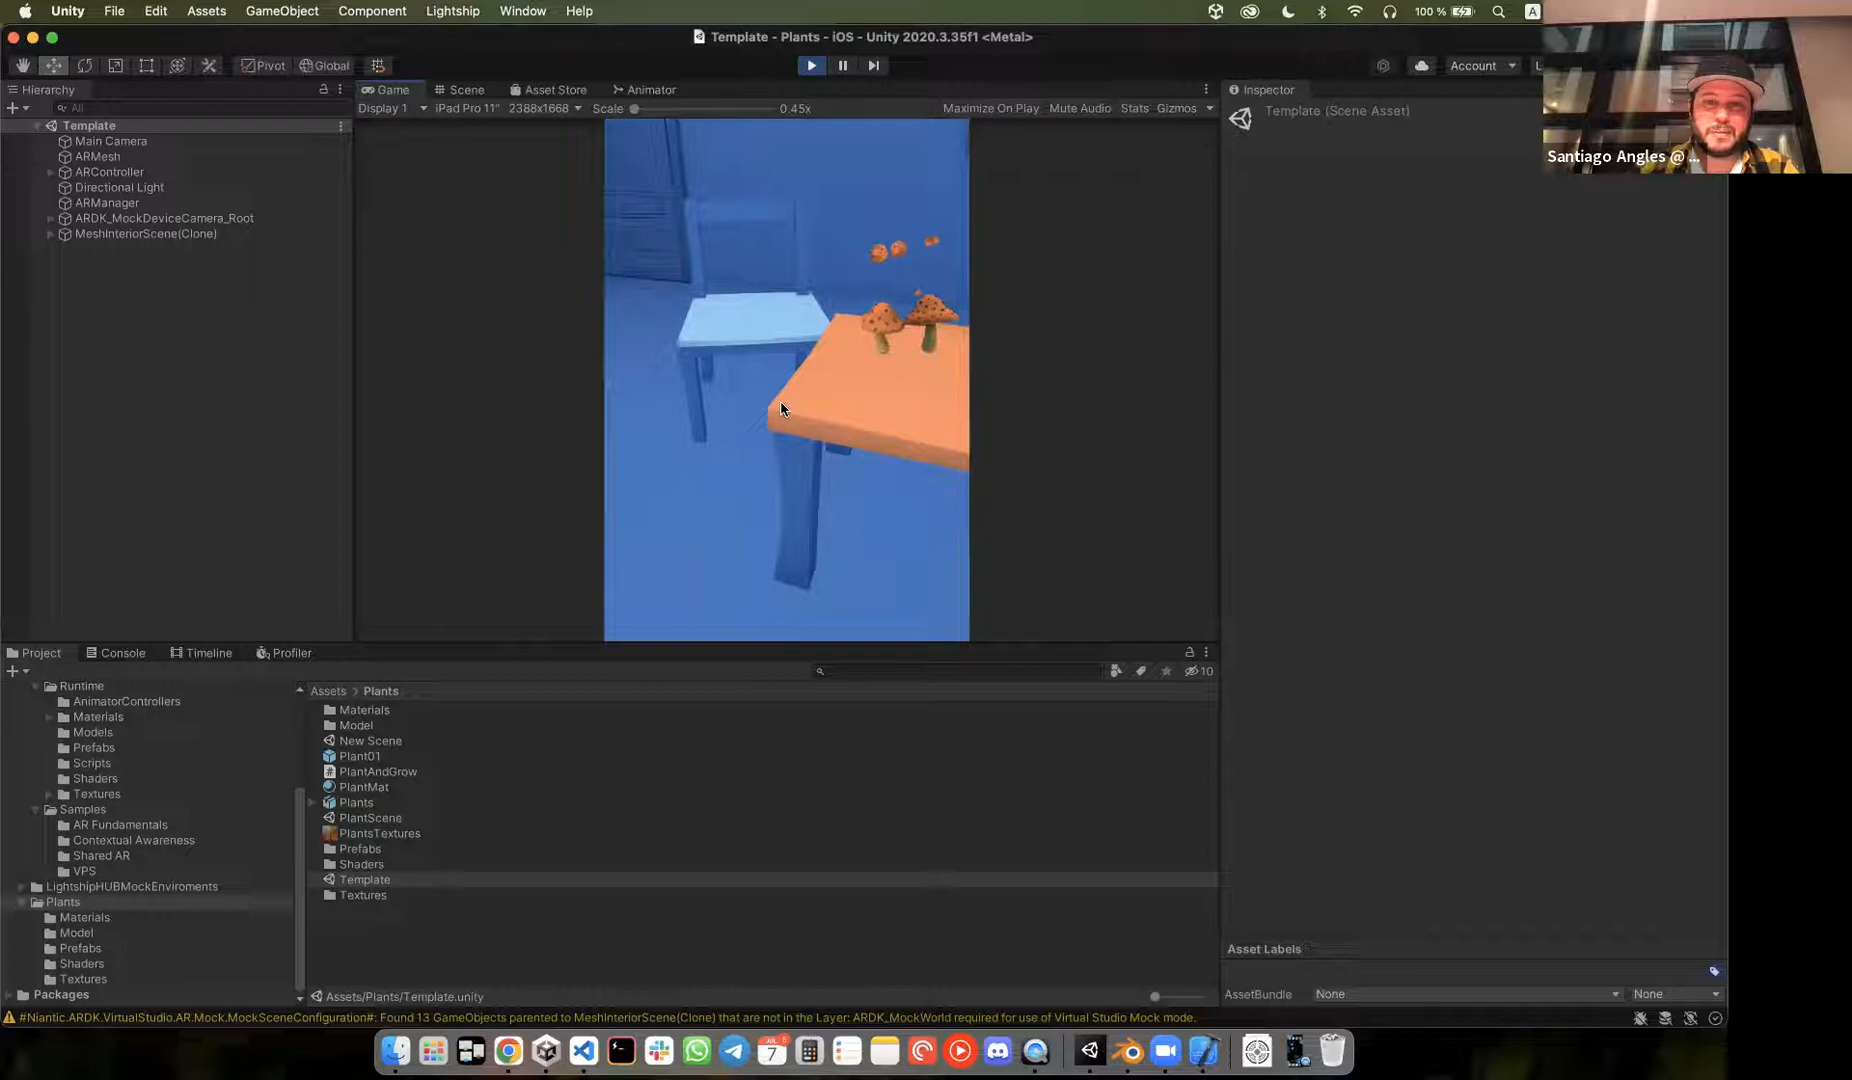 Unity File Edit Assets GameObject Component Lightship Window Help 100 % A
Template - Plants - iOS - Unity 2020.3.35f1 <Metal>
Pivot Global Account L
Hierarchy Game Scene Asset Store Animator Inspector
All Display 1 iPad Pro 11" 2388x1668 Scale 0.45x Maximize On Play Mute Audio Stats Gizmos
Template (Scene Asset)
Santiago Angles @ ...
Template
Main Camera
ARMesh
ARController
Directional Light
ARManager
ARDK_MockDeviceCamera_Root
MeshInteriorScene(Clone)
Project Console Timeline Profiler
10
Runtime
AnimatorControllers
Materials
Models
Prefabs
Scripts
Shaders
Textures
Samples
AR Fundamentals
Contextual Awareness
Shared AR
VPS
LightshipHUBMockEnviroments
Plants
Materials
Model
Prefabs
Shaders
Textures
Packages
Assets > Plants
Materials
Model
New Scene
Plant01
PlantAndGrow
PlantMat
Plants
PlantScene
PlantsTextures
Prefabs
Shaders
Template
Textures
Assets/Plants/Template.unity
Asset Labels
AssetBundle None None
#Niantic.ARDK.VirtualStudio.AR.Mock.MockSceneConfiguration#: Found 13 GameObjects parented to MeshInteriorScene(Clone) that are not in the Layer: ARDK_MockWorld required for use of Virtual Studio Mock mode.
7